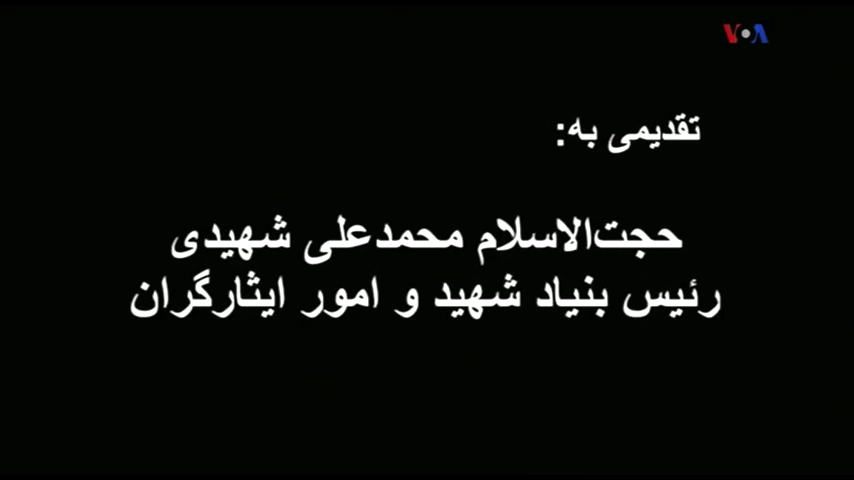 VOA
تقدیمی به:
حجت‌الاسلام محمدعلی شهیدی
رئیس بنیاد شهید و امور ایثارگران